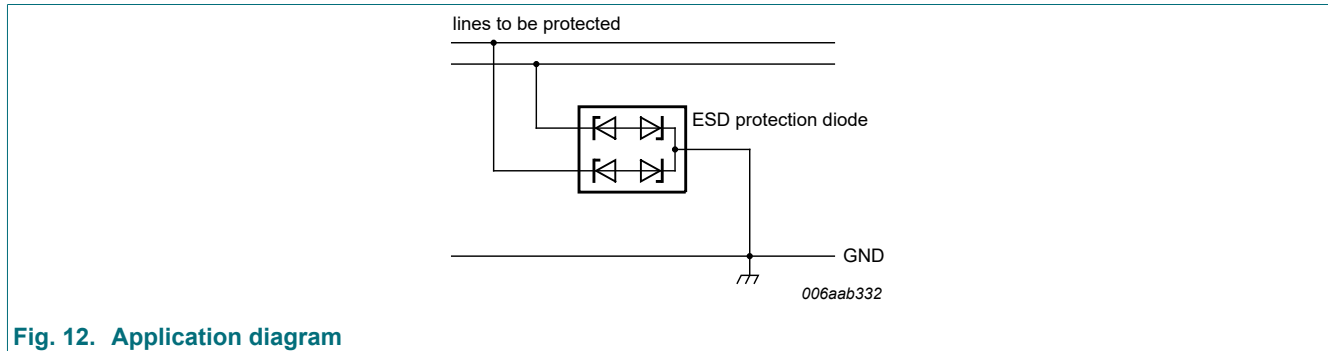 lines to be protected
ESD protection diode
GND
006aab332
Fig. 12. Application diagram